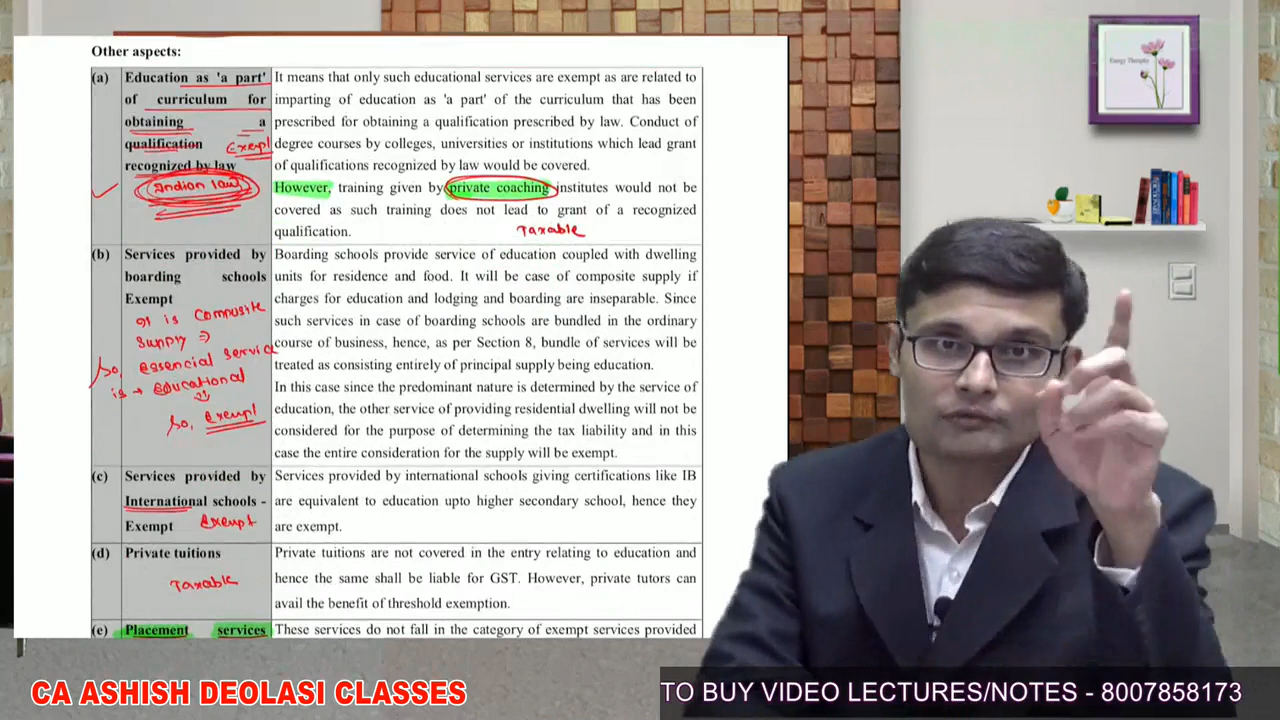 Other aspects:
(a) Education as 'a part' It means that only such educational services are exempt as are related to
of curriculum for imparting of education as 'a part' of the curriculum that has been
obtaining a prescribed for obtaining a qualification prescribed by law. Conduct of
qualification Exempt degree courses by colleges, universities or institutions which lead grant
recognized by law of qualifications recognized by law would be covered.
Indian law However, training given by private coaching institutes would not be
covered as such training does not lead to grant of a recognized
qualification. Taxable
(b) Services provided by Boarding schools provide service of education coupled with dwelling
boarding schools units for residence and food. It will be case of composite supply if
Exempt charges for education and lodging and boarding are inseparable. Since
It is Composite such services in case of boarding schools are bundled in the ordinary
Supply course of business, hence, as per Section 8, bundle of services will be
So, essencial service treated as consisting entirely of principal supply being education.
is → Educational In this case since the predominant nature is determined by the service of
So, Exempt education, the other service of providing residential dwelling will not be
considered for the purpose of determining the tax liability and in this
case the entire consideration for the supply will be exempt.
(c) Services provided by Services provided by international schools giving certifications like IB
International schools - are equivalent to education upto higher secondary school, hence they
Exempt Exempt are exempt.
(d) Private tuitions Private tuitions are not covered in the entry relating to education and
Taxable hence the same shall be liable for GST. However, private tutors can
avail the benefit of threshold exemption.
(e) Placement services These services do not fall in the category of exempt services provided
Energy Theraphy
CA ASHISH DEOLASI CLASSES
TO BUY VIDEO LECTURES/NOTES - 8007858173